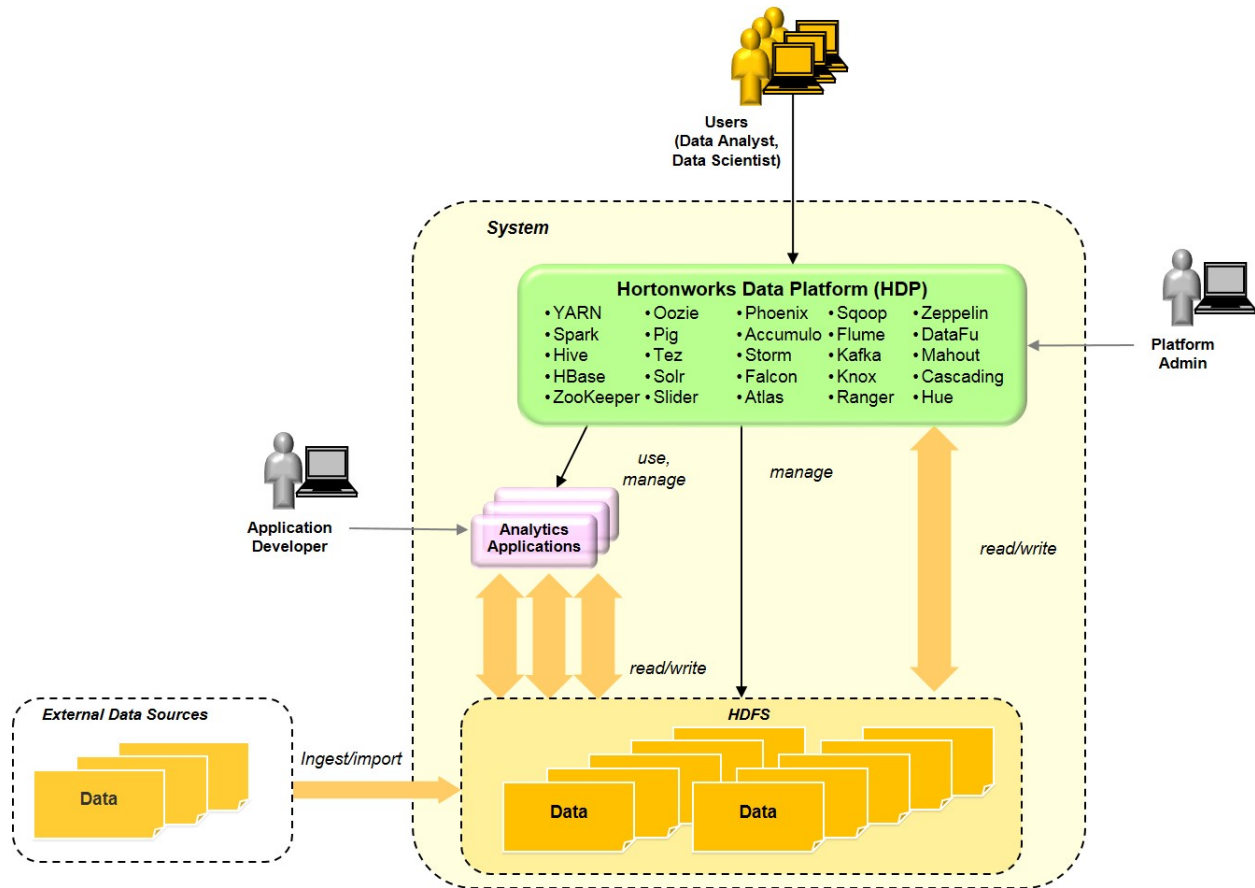 Users
(Data Analyst,
Data Scientist)
System
Hortonworks Data Platform (HDP)
• YARN
• Spark
• Hive
• HBase
• ZooKeeper
• Oozie
• Pig
• Tez
• Solr
• Slider
• Phoenix
• Accumulo
• Storm
• Falcon
• Atlas
• Sqoop
• Flume
• Kafka
• Knox
• Ranger
• Zeppelin
• DataFu
• Mahout
• Cascading
• Hue
Platform
Admin
use,
manage
manage
Application
Developer
Analytics
Applications
read/write
read/write
External Data Sources
Data
Ingest/import
HDFS
Data
Data